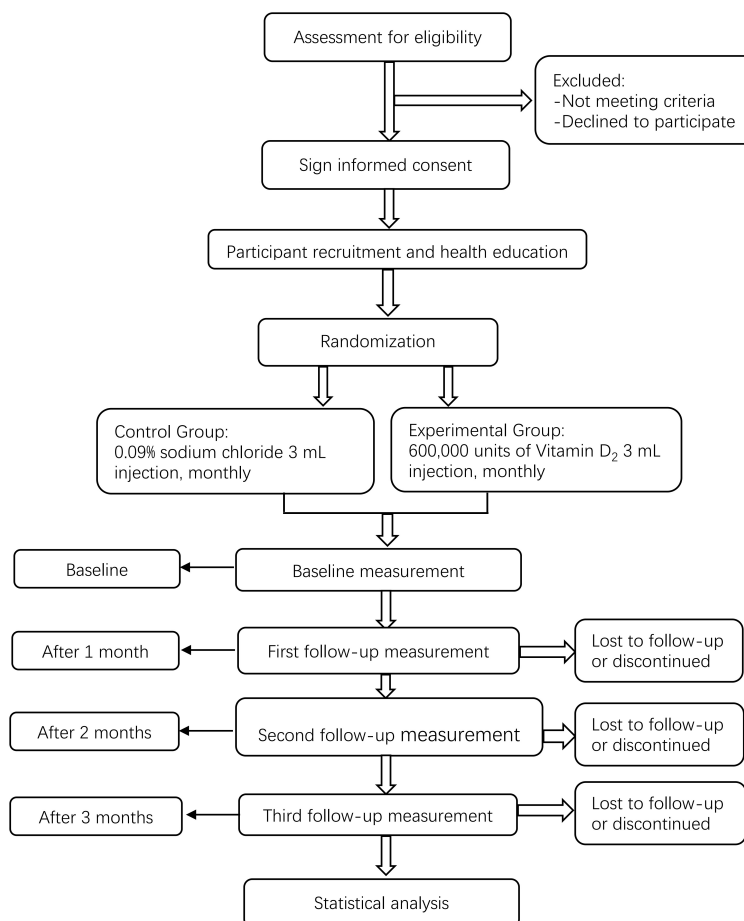 Assessment for eligibility
Excluded:
-Not meeting criteria
-Declined to participate
Sign informed consent
Participant recruitment and health education
Randomization
Control Group:
0.09% sodium chloride 3 mL
injection, monthly
Experimental Group:
600,000 units of Vitamin D₂ 3 mL
injection, monthly
Baseline
Baseline measurement
After 1 month
First follow-up measurement
Lost to follow-up
or discontinued
After 2 months
Second follow-up measurement
Lost to follow-up
or discontinued
After 3 months
Third follow-up measurement
Lost to follow-up
or discontinued
Statistical analysis